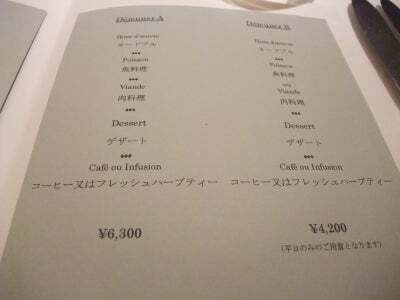 Déjeuner A
Hors-d'œuvre
オードブル
***
Poisson
魚料理
***
Viande
肉料理
***
Dessert
デザート
***
Café ou Infusion
コーヒー又はフレッシュハーブティー
¥6,300
Déjeuner B
Hors-d'œuvre
オードブル
***
Poisson
魚料理
ou
Viande
肉料理
***
Dessert
デザート
***
Café ou Infusion
コーヒー又はフレッシュハーブティー
¥4,200
(平日のみのご用意となります)